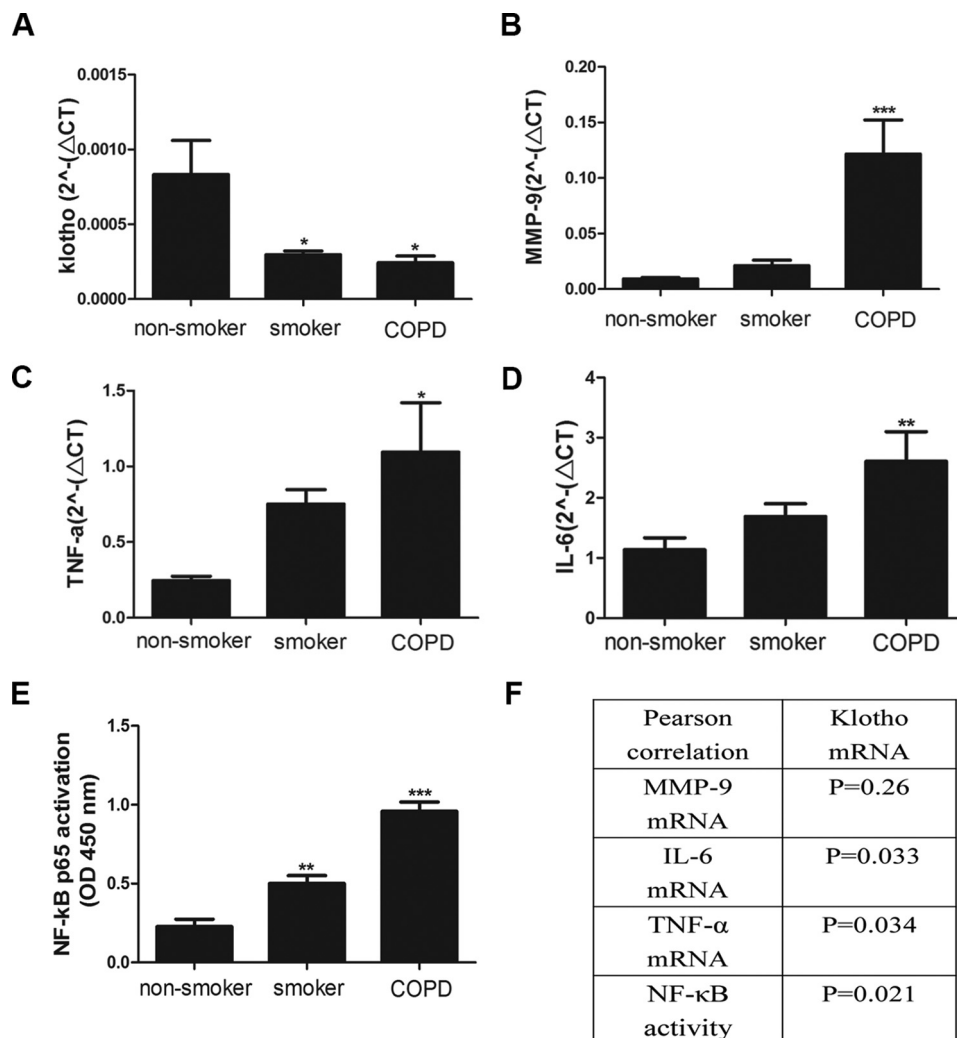 A
klotho (2^-(△CT)
0.0015
0.0010
0.0005
0.0000
*
*
non-smoker smoker COPD
B
MMP-9(2^-(△CT)
0.20
0.15
0.10
0.05
0.00
***
non-smoker smoker COPD
C
TNF-a(2^-(△CT)
1.5
1.0
0.5
0.0
*
non-smoker smoker COPD
D
IL-6(2^-(△CT)
4
3
2
1
0
**
non-smoker smoker COPD
E
NF-kB p65 activation
(OD 450 nm)
1.5
1.0
0.5
0.0
**
***
non-smoker smoker COPD
F
Pearson
correlation
Klotho
mRNA
MMP-9
mRNA
P=0.26
IL-6
mRNA
P=0.033
TNF-α
mRNA
P=0.034
NF-κB
activity
P=0.021